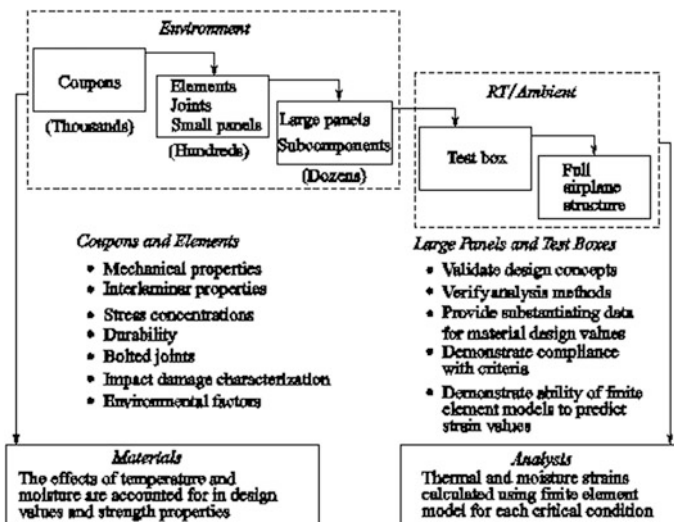 Environment
Coupons
(Thousands)
Elements
Joints
Small panels
(Hundreds)
Large panels
Subcomponents
(Dozens)
RT/Ambient
Test box
Full
airplane
structure
Coupons and Elements
• Mechanical properties
• Interlaminar properties
• Stress concentrations
• Durability
• Bolted joints
• Impact damage characterization
• Environmental factors
Large Panels and Test Boxes
• Validate design concepts
• Verify analysis methods
• Provide substantiating data
for material design values
• Demonstrate compliance
with criteria
• Demonstrate ability of finite
element models to predict
strain values
Materials
The effects of temperature and
moisture are accounted for in design
values and strength properties
Analysis
Thermal and moisture strains
calculated using finite element
model for each critical condition